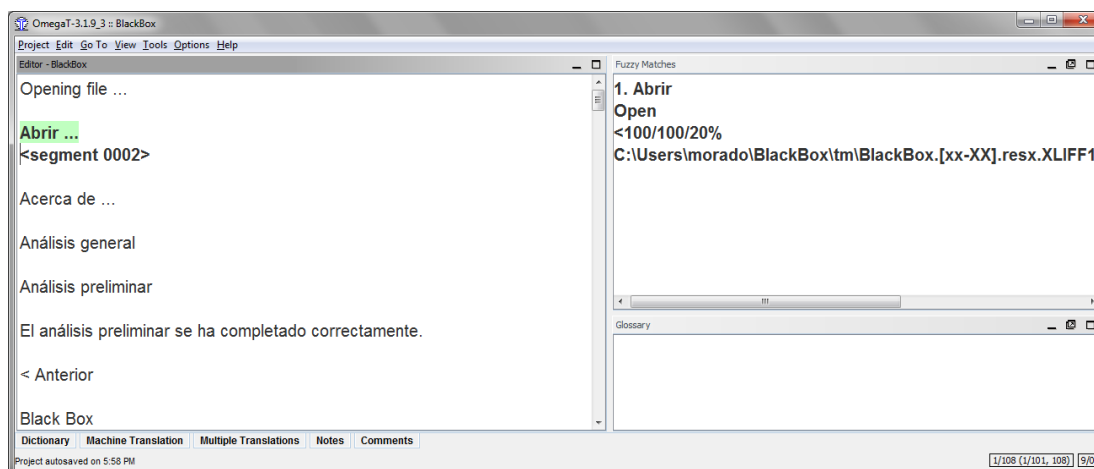 OmegaT-3.1.9_3 :: BlackBox
Project Edit Go To View Tools Options Help
Editor - BlackBox
Opening file ...
Abrir ...
<segment 0002>
Acerca de ...
Análisis general
Análisis preliminar
El análisis preliminar se ha completado correctamente.
< Anterior
Black Box
Fuzzy Matches
1. Abrir
Open
<100/100/20%
C:\Users\morado\BlackBox\tm\BlackBox.[xx-XX].resx.XLIFF1
Glossary
Dictionary Machine Translation Multiple Translations Notes Comments
Project autosaved on 5:58 PM
1/108 (1/101, 108) 9/0